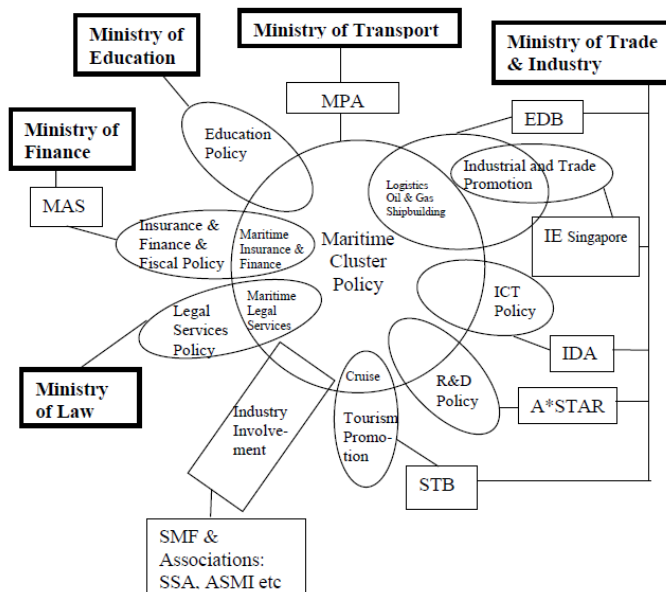 Ministry of
Education
Ministry of Transport
Ministry of Trade
& Industry
MPA
EDB
Ministry of
Finance
Education
Policy
Industrial and Trade
Promotion
Logistics
Oil & Gas
Shipbuilding
MAS
Insurance &
Finance &
Fiscal Policy
Maritime
Insurance &
Finance
Maritime
Cluster
Policy
IE Singapore
Legal
Services
Policy
Maritime
Legal
Services
ICT
Policy
IDA
Ministry
of Law
Industry
Involve-
ment
Cruise
Tourism
Promo-
tion
R&D
Policy
A*STAR
STB
SMF &
Associations:
SSA, ASMI etc